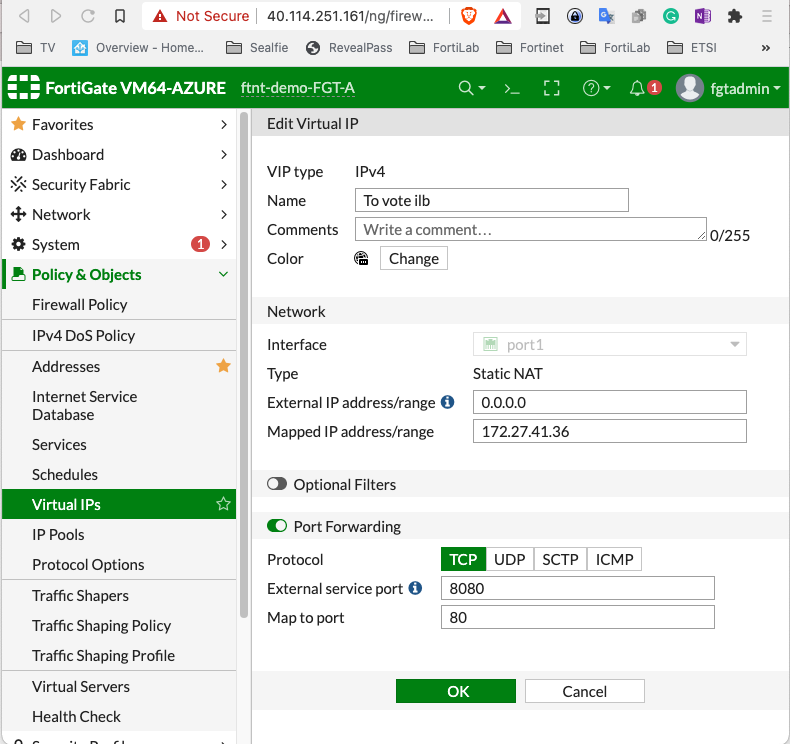 Not Secure 40.114.251.161/ng/firew...
TV Overview - Home... Sealfie RevealPass FortiLab Fortinet FortiLab ETSI »
FortiGate VM64-AZURE ftnt-demo-FGT-A >_ ? 1 fgtadmin
Favorites
Dashboard
Security Fabric
Network
System 1
Policy & Objects
Firewall Policy
IPv4 DoS Policy
Addresses
Internet Service
Database
Services
Schedules
Virtual IPs
IP Pools
Protocol Options
Traffic Shapers
Traffic Shaping Policy
Traffic Shaping Profile
Virtual Servers
Health Check
Edit Virtual IP
VIP type IPv4
Name To vote ilb
Comments Write a comment... 0/255
Color Change
Network
Interface port1
Type Static NAT
External IP address/range 0.0.0.0
Mapped IP address/range 172.27.41.36
Optional Filters
Port Forwarding
Protocol TCP UDP SCTP ICMP
External service port 8080
Map to port 80
OK Cancel